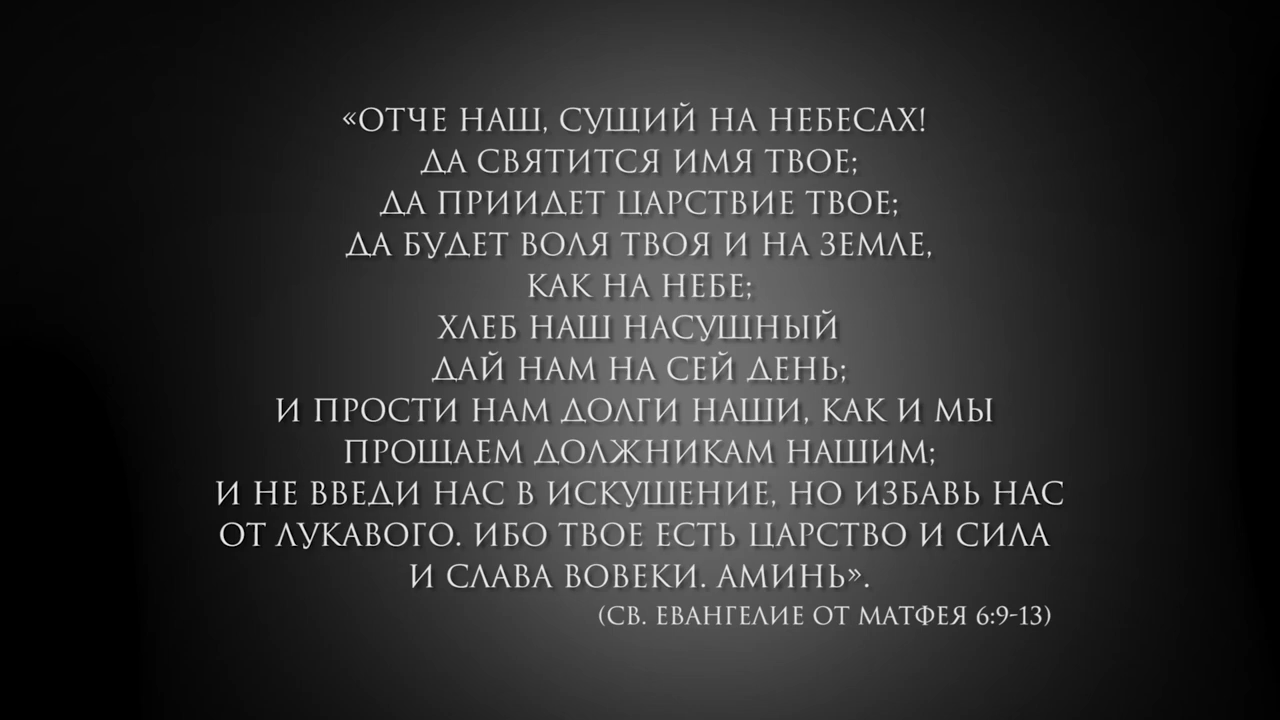 «ОТЧЕ НАШ, СУЩИЙ НА НЕБЕСАХ!
ДА СВЯТИТСЯ ИМЯ ТВОЕ;
ДА ПРИИДЕТ ЦАРСТВИЕ ТВОЕ;
ДА БУДЕТ ВОЛЯ ТВОЯ И НА ЗЕМЛЕ,
КАК НА НЕБЕ;
ХЛЕБ НАШ НАСУЩНЫЙ
ДАЙ НАМ НА СЕЙ ДЕНЬ;
И ПРОСТИ НАМ ДОЛГИ НАШИ, КАК И МЫ
ПРОЩАЕМ ДОЛЖНИКАМ НАШИМ;
И НЕ ВВЕДИ НАС В ИСКУШЕНИЕ, НО ИЗБАВЬ НАС
ОТ ЛУКАВОГО. ИБО ТВОЕ ЕСТЬ ЦАРСТВО И СИЛА
И СЛАВА ВОВЕКИ. АМИНЬ».
(СВ. ЕВАНГЕЛИЕ ОТ МАТФЕЯ 6:9-13)